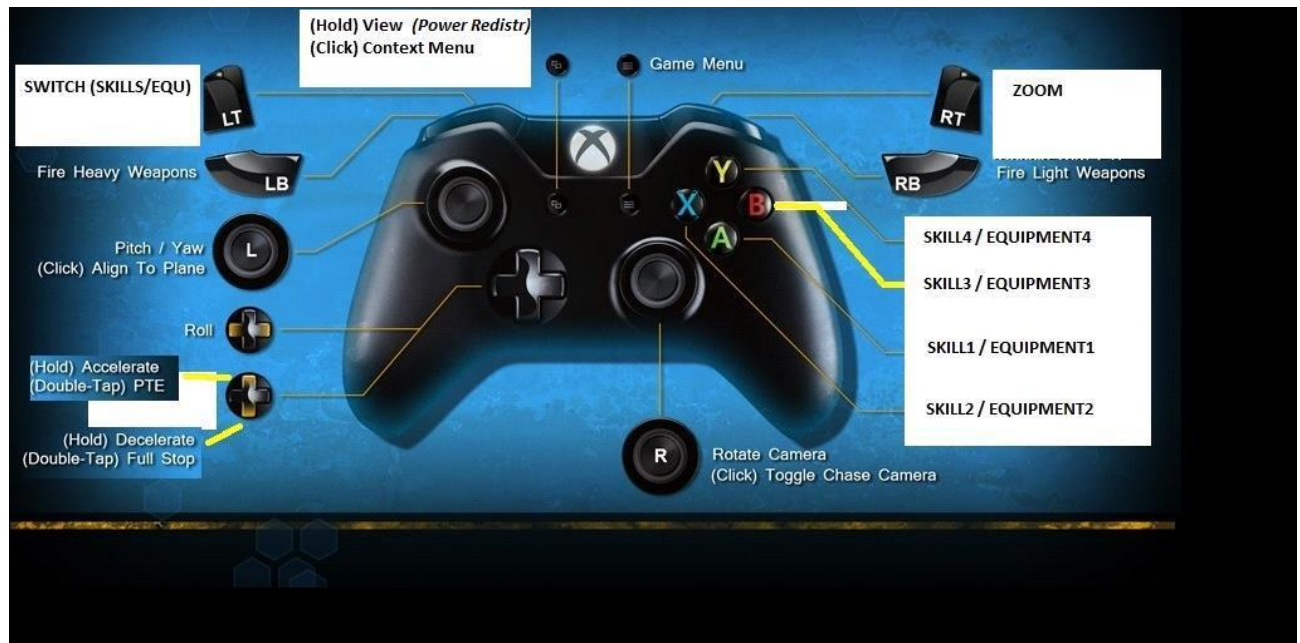 (Hold) View (Power Redistr)
(Click) Context Menu
Game Menu
SWITCH (SKILLS/EQU)
LT
ZOOM
RT
Fire Heavy Weapons
LB
RB
Fire Light Weapons
Y
X
B
A
Pitch / Yaw
(Click) Align To Plane
L
SKILL4 / EQUIPMENT4
SKILL3 / EQUIPMENT3
Roll
SKILL1 / EQUIPMENT1
(Hold) Accelerate
(Double-Tap) PTE
SKILL2 / EQUIPMENT2
(Hold) Decelerate
(Double-Tap) Full Stop
R
Rotate Camera
(Click) Toggle Chase Camera